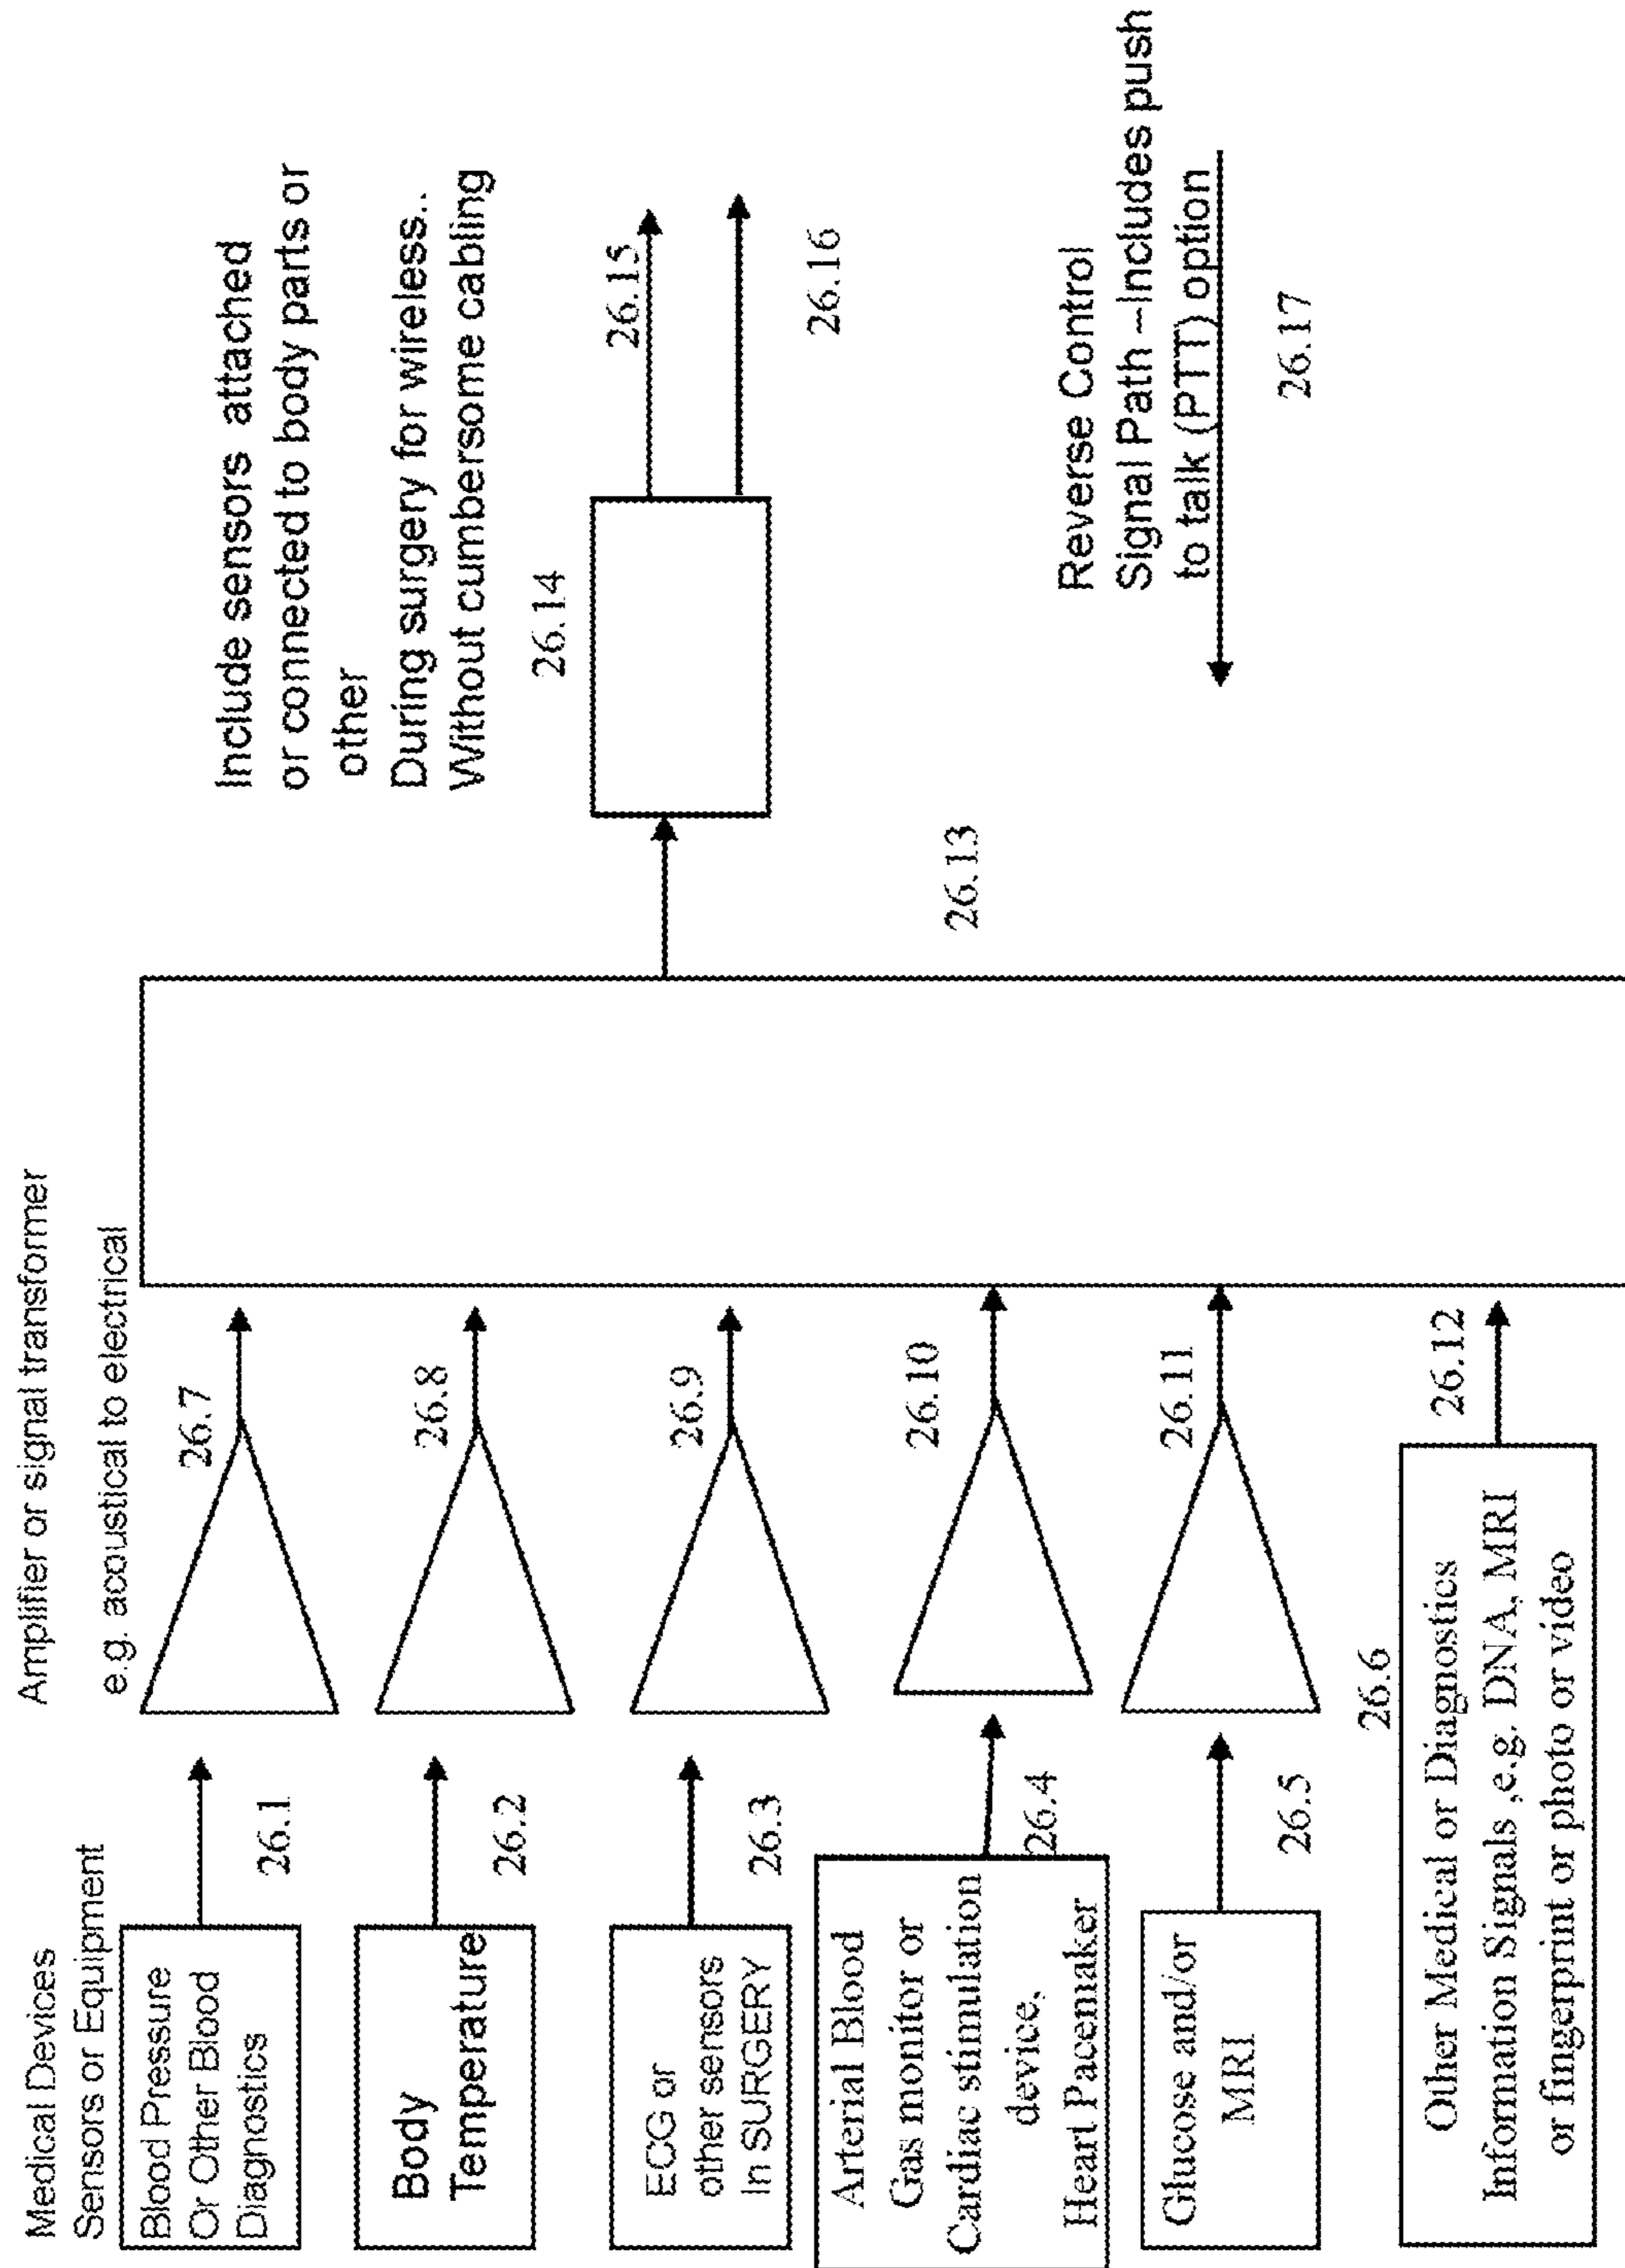 Medical Devices
Sensors or Equipment
Amplifier or signal transformer
e.g. acoustical to electrical
Blood Pressure
Or Other Blood
Diagnostics
26.1
26.7
Body
Temperature
26.2
26.8
ECG or
other sensors
In SURGERY
26.3
26.9
Arterial Blood
Gas monitor or
Cardiac stimulation
device,
Heart Pacemaker
26.4
26.10
Glucose and/or
MRI
26.5
26.11
26.6
Other Medical or Diagnostics
Information Signals ,e.g. DNA, MRI
or fingerprint or photo or video
26.12
26.13
Include sensors attached
or connected to body parts or
other
During surgery for wireless..
Without cumbersome cabling
26.14
26.15
26.16
Reverse Control
Signal Path –Includes push
to talk (PTT) option
26.17